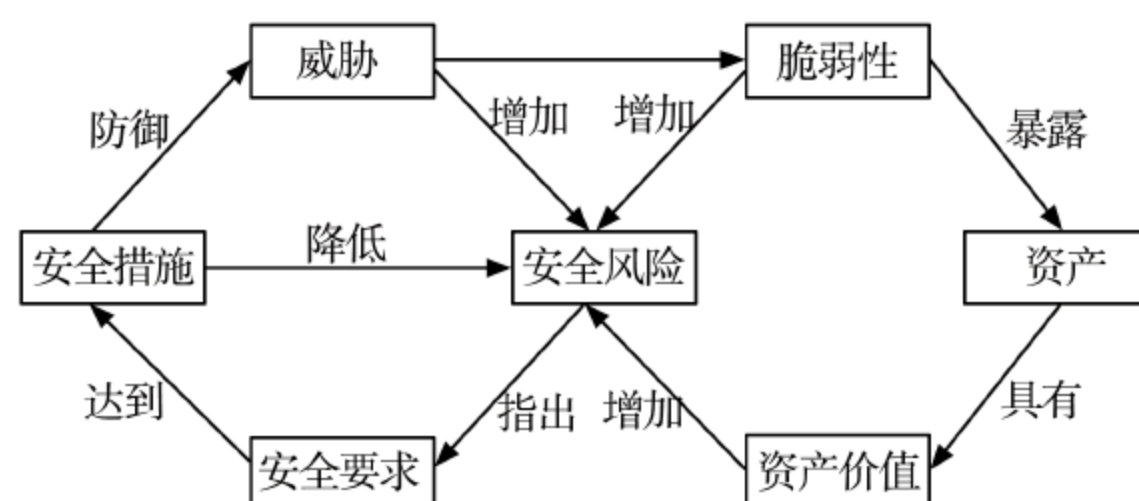 威胁
脆弱性
增加
增加
防御
暴露
降低
安全措施
安全风险
资产
达到
指出
增加
具有
安全要求
资产价值